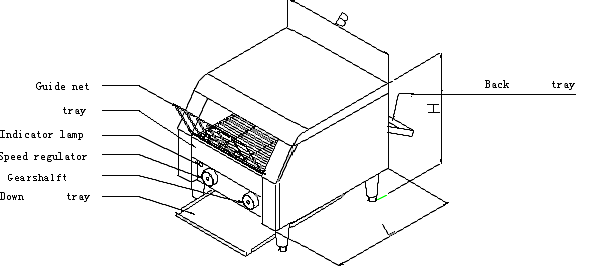 B
Guide net
Back tray
tray
H
Indicator lamp
Speed regulator
Gearshalft
Down tray
L